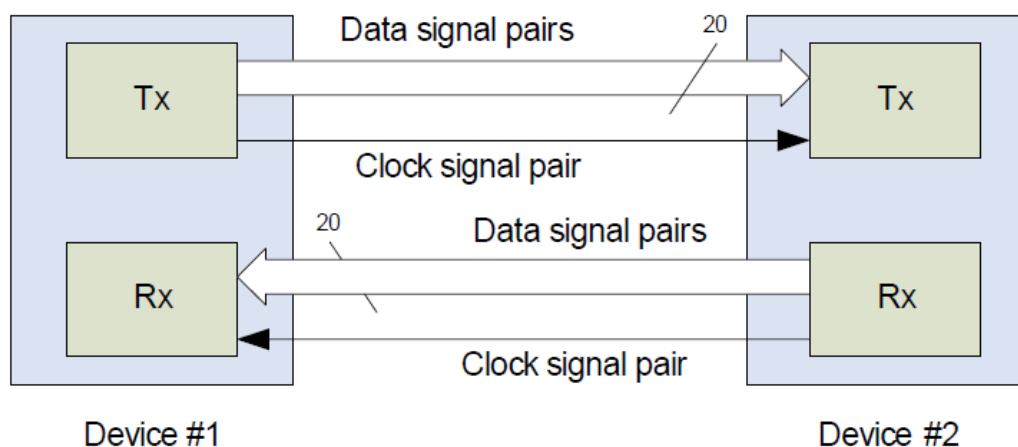 Data signal pairs
20
Tx
Tx
Clock signal pair
20
Data signal pairs
Rx
Rx
Clock signal pair
Device #1
Device #2